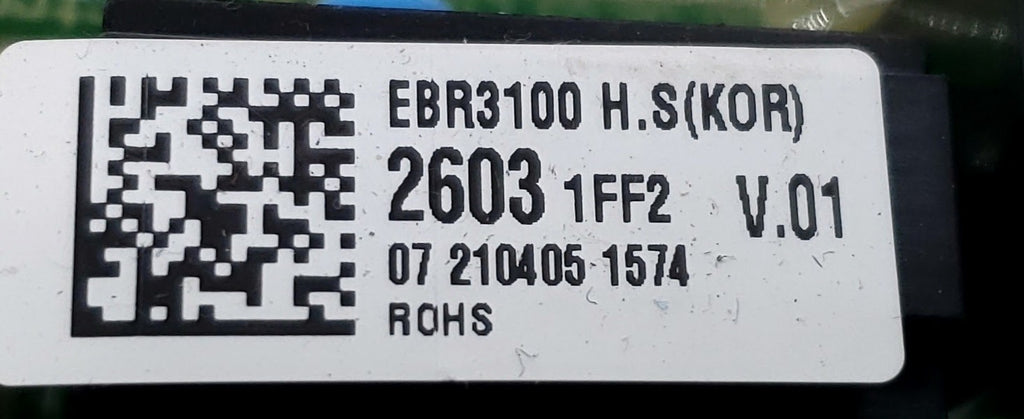 EBR3100 H.S(KOR)
2603 1FF2 V.01
07 210405 1574
ROHS